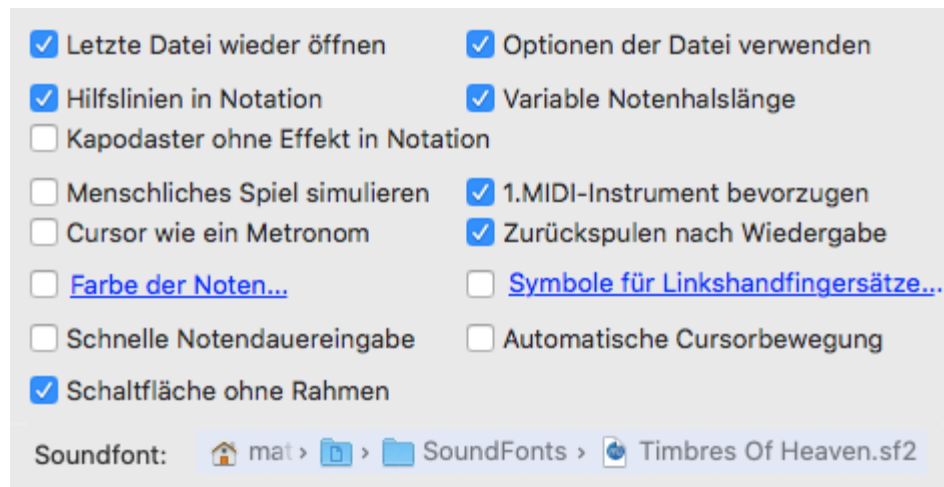 Letzte Datei wieder öffnen Optionen der Datei verwenden
Hilfslinien in Notation Variable Notenhalslänge
Kapodaster ohne Effekt in Notation
Menschliches Spiel simulieren 1.MIDI-Instrument bevorzugen
Cursor wie ein Metronom Zurückspulen nach Wiedergabe
Farbe der Noten... Symbole für Linkshandfingersätze...
Schnelle Notendauereingabe Automatische Cursorbewegung
Schaltfläche ohne Rahmen
Soundfont: mat › › SoundFonts › Timbres Of Heaven.sf2